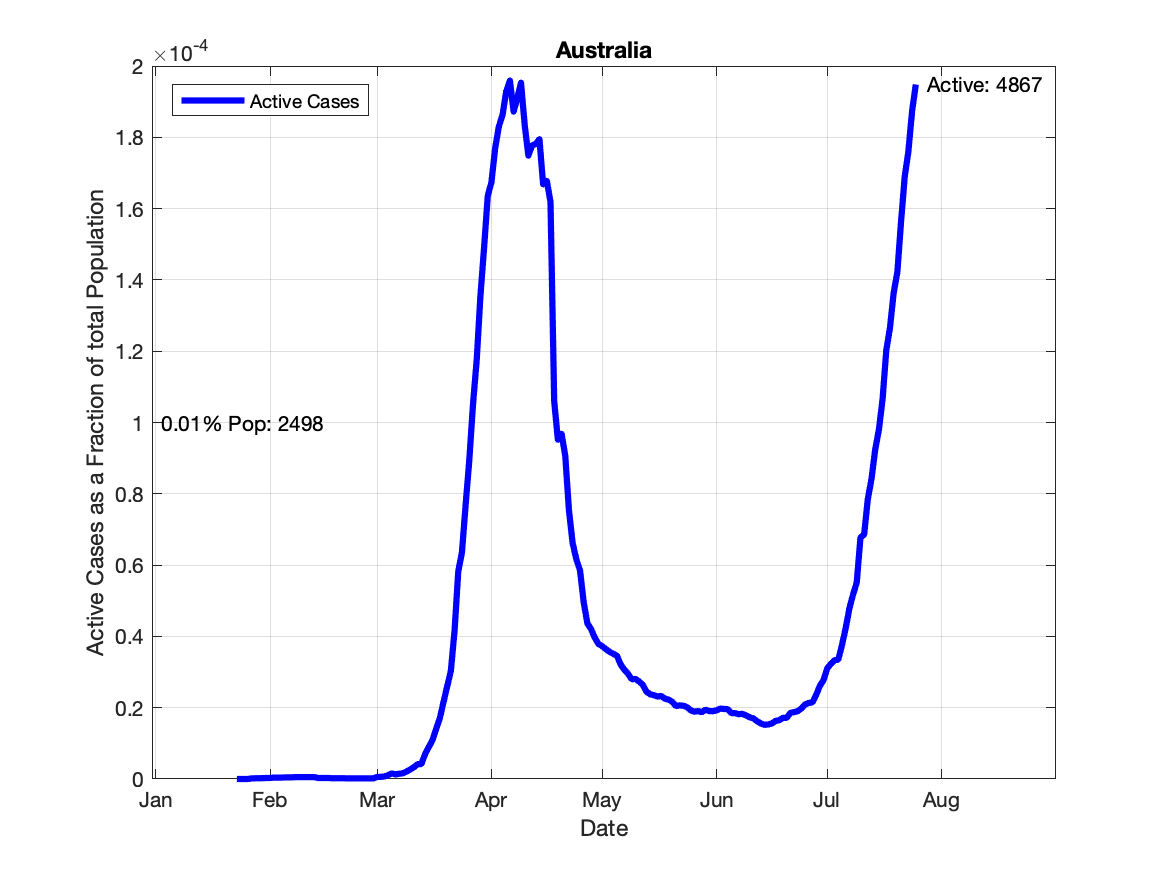 Australia
×10⁻⁴
2
1.8
1.6
1.4
1.2
1
0.8
0.6
0.4
0.2
0
Active Cases as a Fraction of total Population
Active Cases
Active: 4867
0.01% Pop: 2498
Jan Feb Mar Apr May Jun Jul Aug
Date